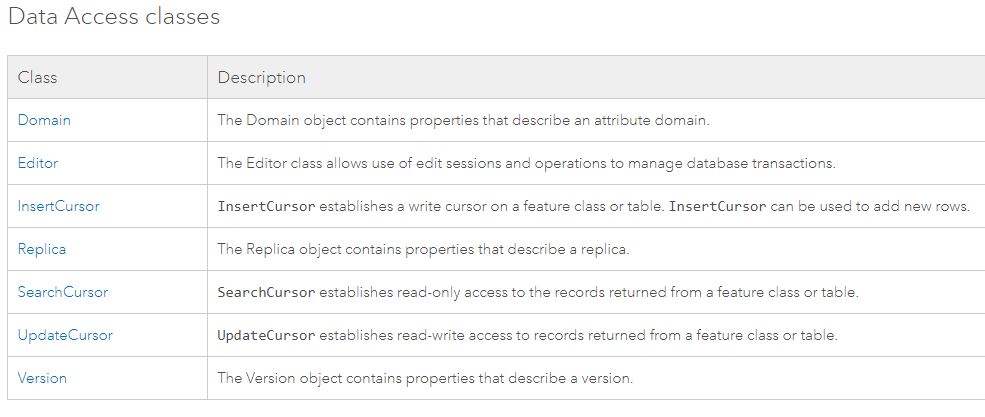 Data Access classes
Class Description
Domain The Domain object contains properties that describe an attribute domain.
Editor The Editor class allows use of edit sessions and operations to manage database transactions.
InsertCursor InsertCursor establishes a write cursor on a feature class or table. InsertCursor can be used to add new rows.
Replica The Replica object contains properties that describe a replica.
SearchCursor SearchCursor establishes read-only access to the records returned from a feature class or table.
UpdateCursor UpdateCursor establishes read-write access to records returned from a feature class or table.
Version The Version object contains properties that describe a version.